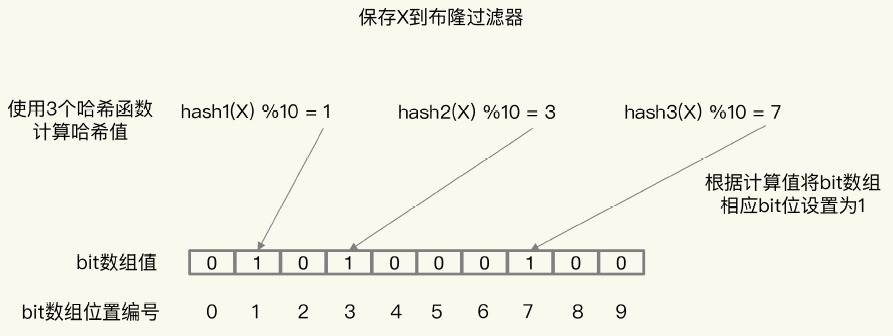 保存X到布隆过滤器
使用3个哈希函数
计算哈希值
hash1(X) %10 = 1
hash2(X) %10 = 3
hash3(X) %10 = 7
根据计算值将bit数组
相应bit位设置为1
bit数组值 0 1 0 1 0 0 0 1 0 0
bit数组位置编号 0 1 2 3 4 5 6 7 8 9